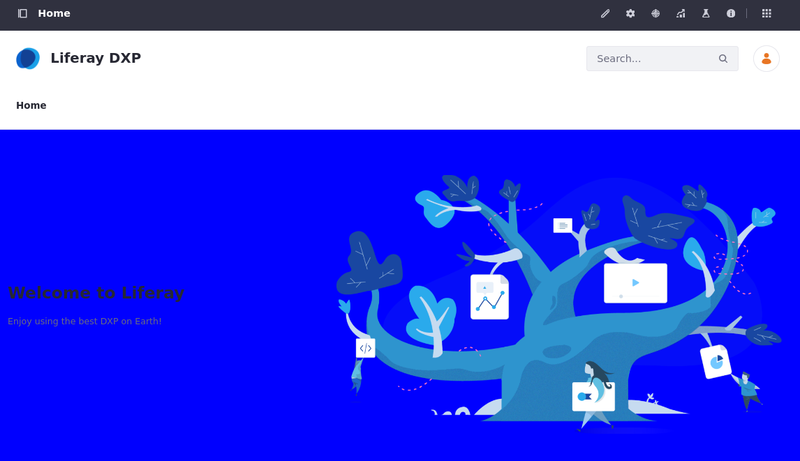 Home
Liferay DXP
Search...
Home
Welcome to Liferay
Enjoy using the best DXP on Earth!